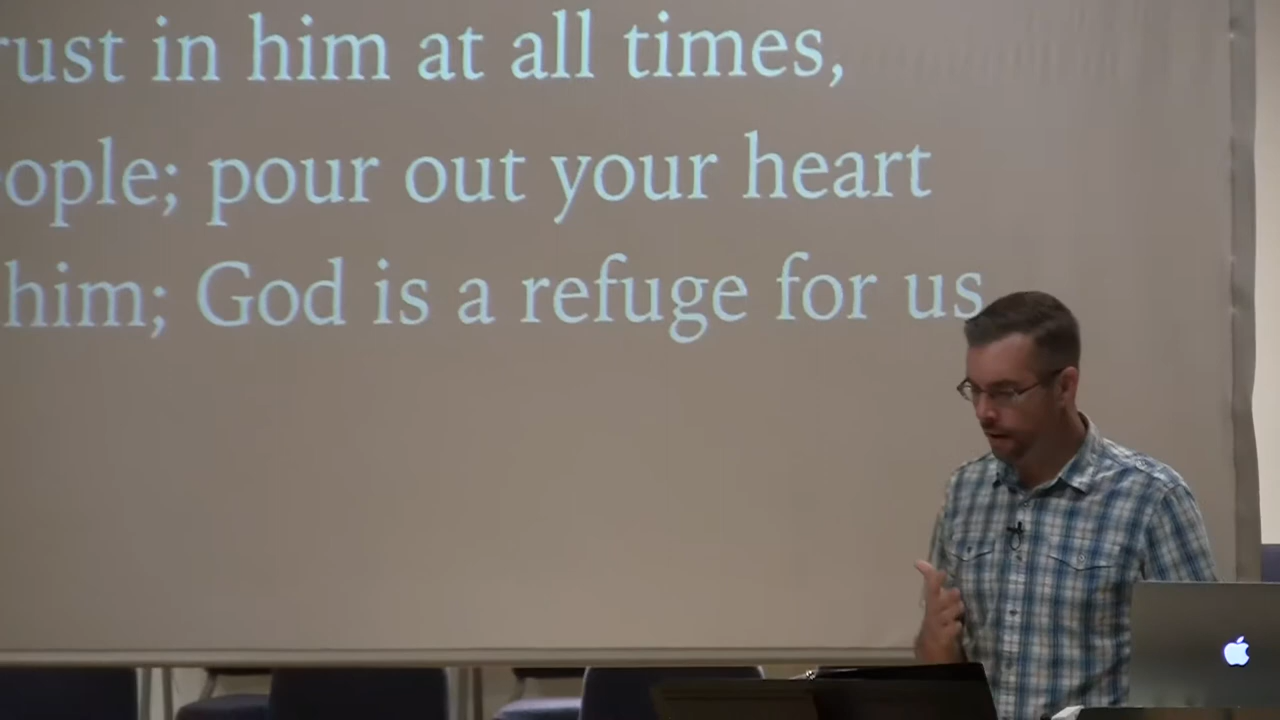 rust in him at all times,
ople; pour out your heart
him; God is a refuge for us